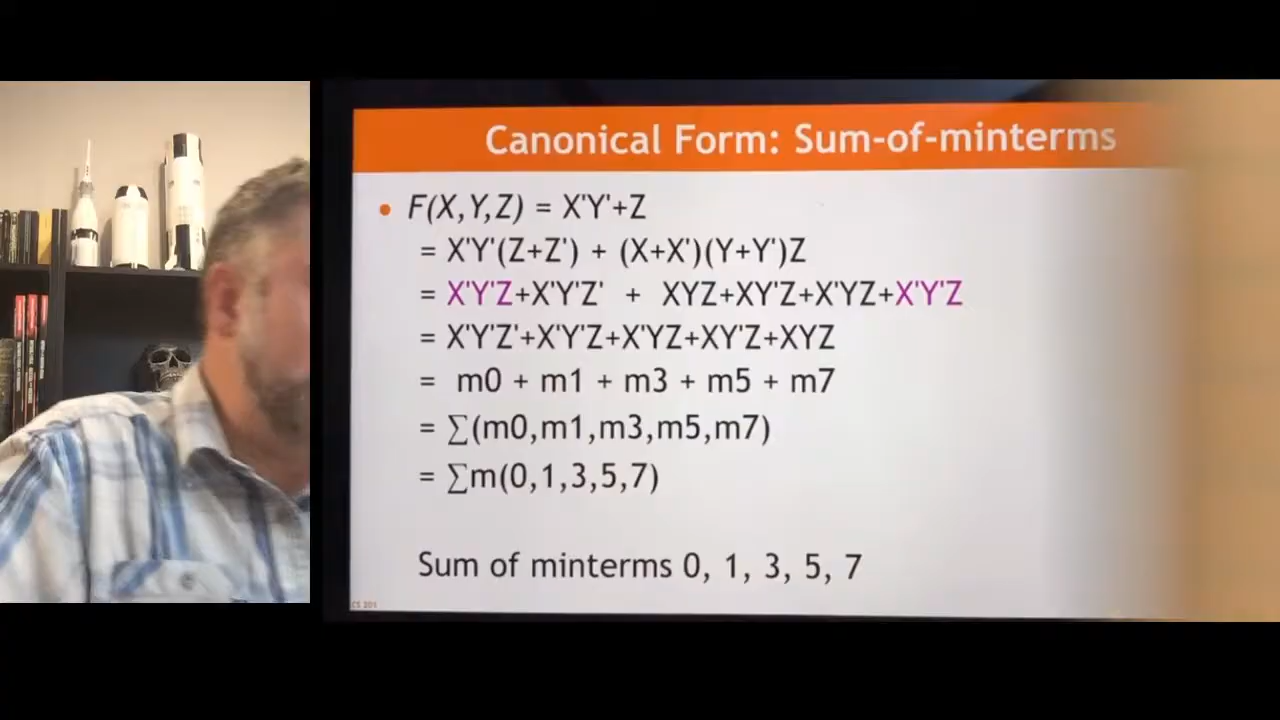 Canonical Form: Sum-of-minterms
• F(X,Y,Z) = X'Y'+Z
= X'Y'(Z+Z') + (X+X')(Y+Y')Z
= X'Y'Z+X'Y'Z' + XYZ+XY'Z+X'YZ+X'Y'Z
= X'Y'Z'+X'Y'Z+X'YZ+XY'Z+XYZ
= m0 + m1 + m3 + m5 + m7
= ∑(m0,m1,m3,m5,m7)
= ∑m(0,1,3,5,7)
Sum of minterms 0, 1, 3, 5, 7